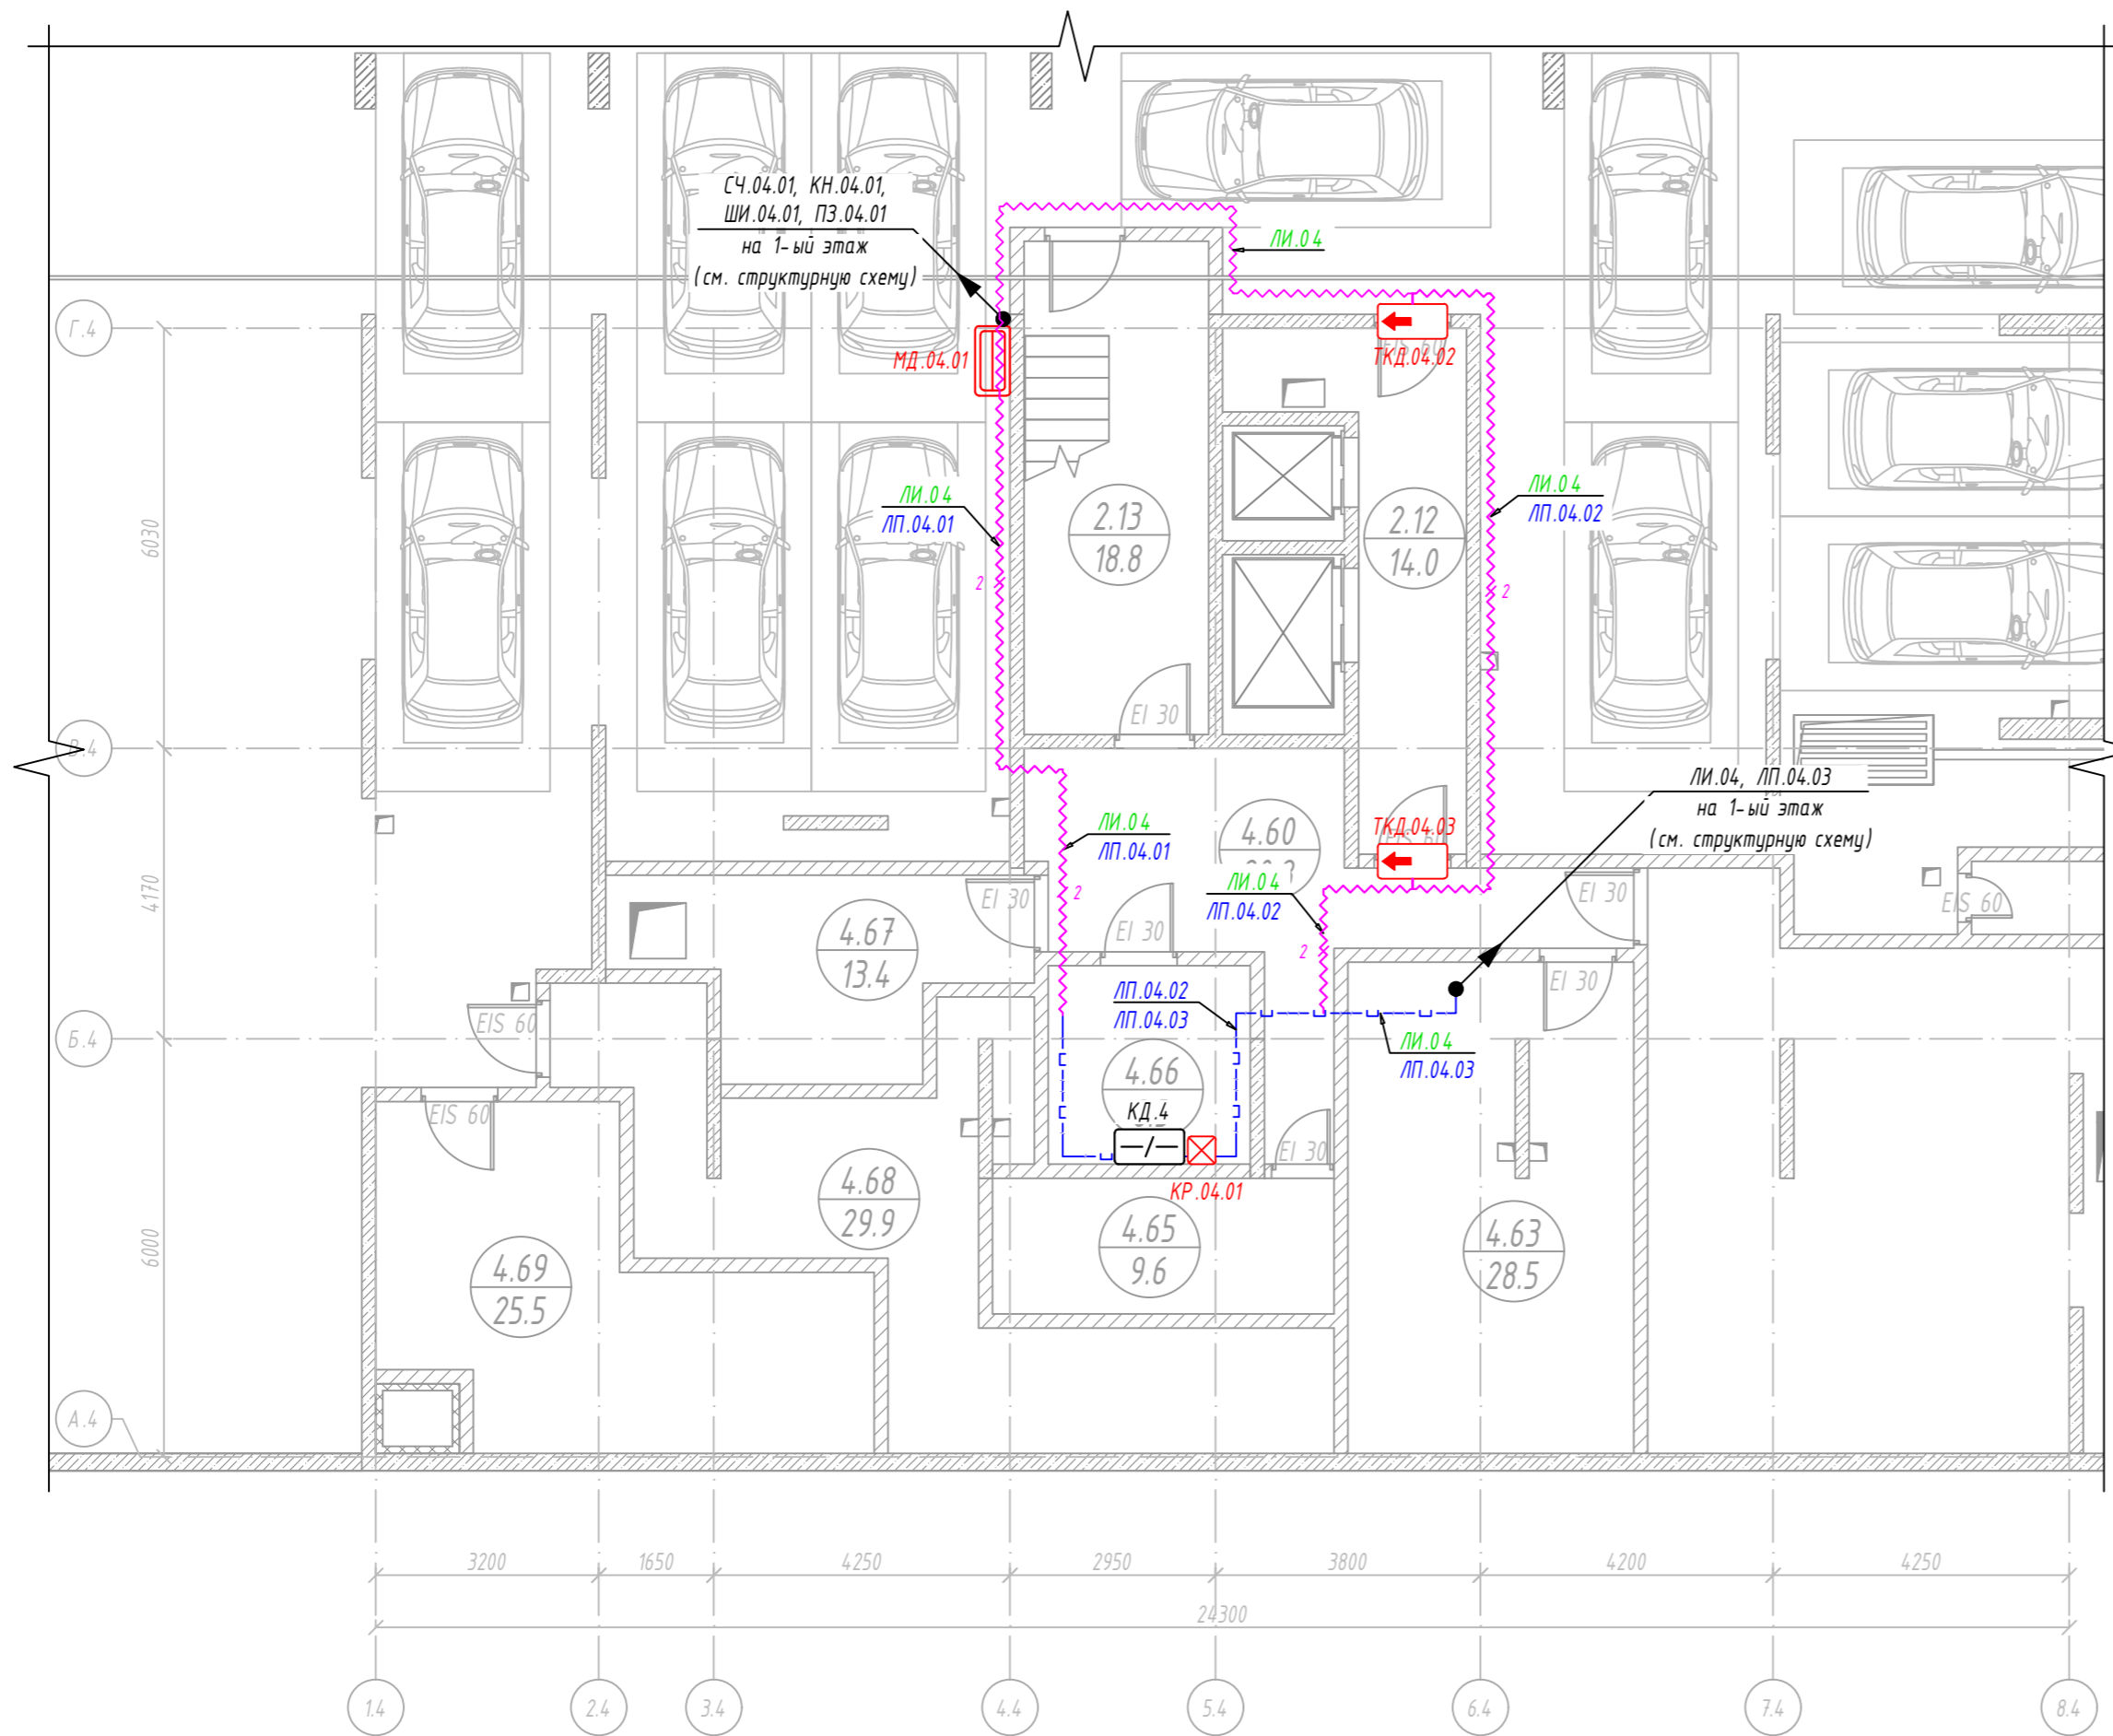 СЧ.04.01, КН.04.01,
ШИ.04.01, ПЗ.04.01
на 1-ый этаж
(см. структурную схему)
ЛИ.04
Г.4
МД.04.01
EIS 60
ТКД.04.02
ЛИ.04
ЛП.04.01
ЛИ.04
ЛП.04.02
2.13
18.8
2.12
14.0
6030
2
2
EI 30
В.4
ЛИ.04, ЛП.04.03
на 1-ый этаж
(см. структурную схему)
ЛИ.04
ЛП.04.01
4.60
ТКД.04.03
EIS 60
4170
2
ЛИ.04
ЛП.04.02
EI 30
EI 30
EIS 60
4.67
13.4
EI 30
2
EI 30
ЛП.04.02
ЛП.04.03
EIS 60
Б.4
ЛИ.04
ЛП.04.03
4.66
КД.4
EIS 60
EI 30
КР.04.01
4.68
29.9
4.65
9.6
4.63
28.5
6000
4.69
25.5
А.4
3200
1650
4250
2950
3800
4200
4250
24300
1.4
2.4
3.4
4.4
5.4
6.4
7.4
8.4